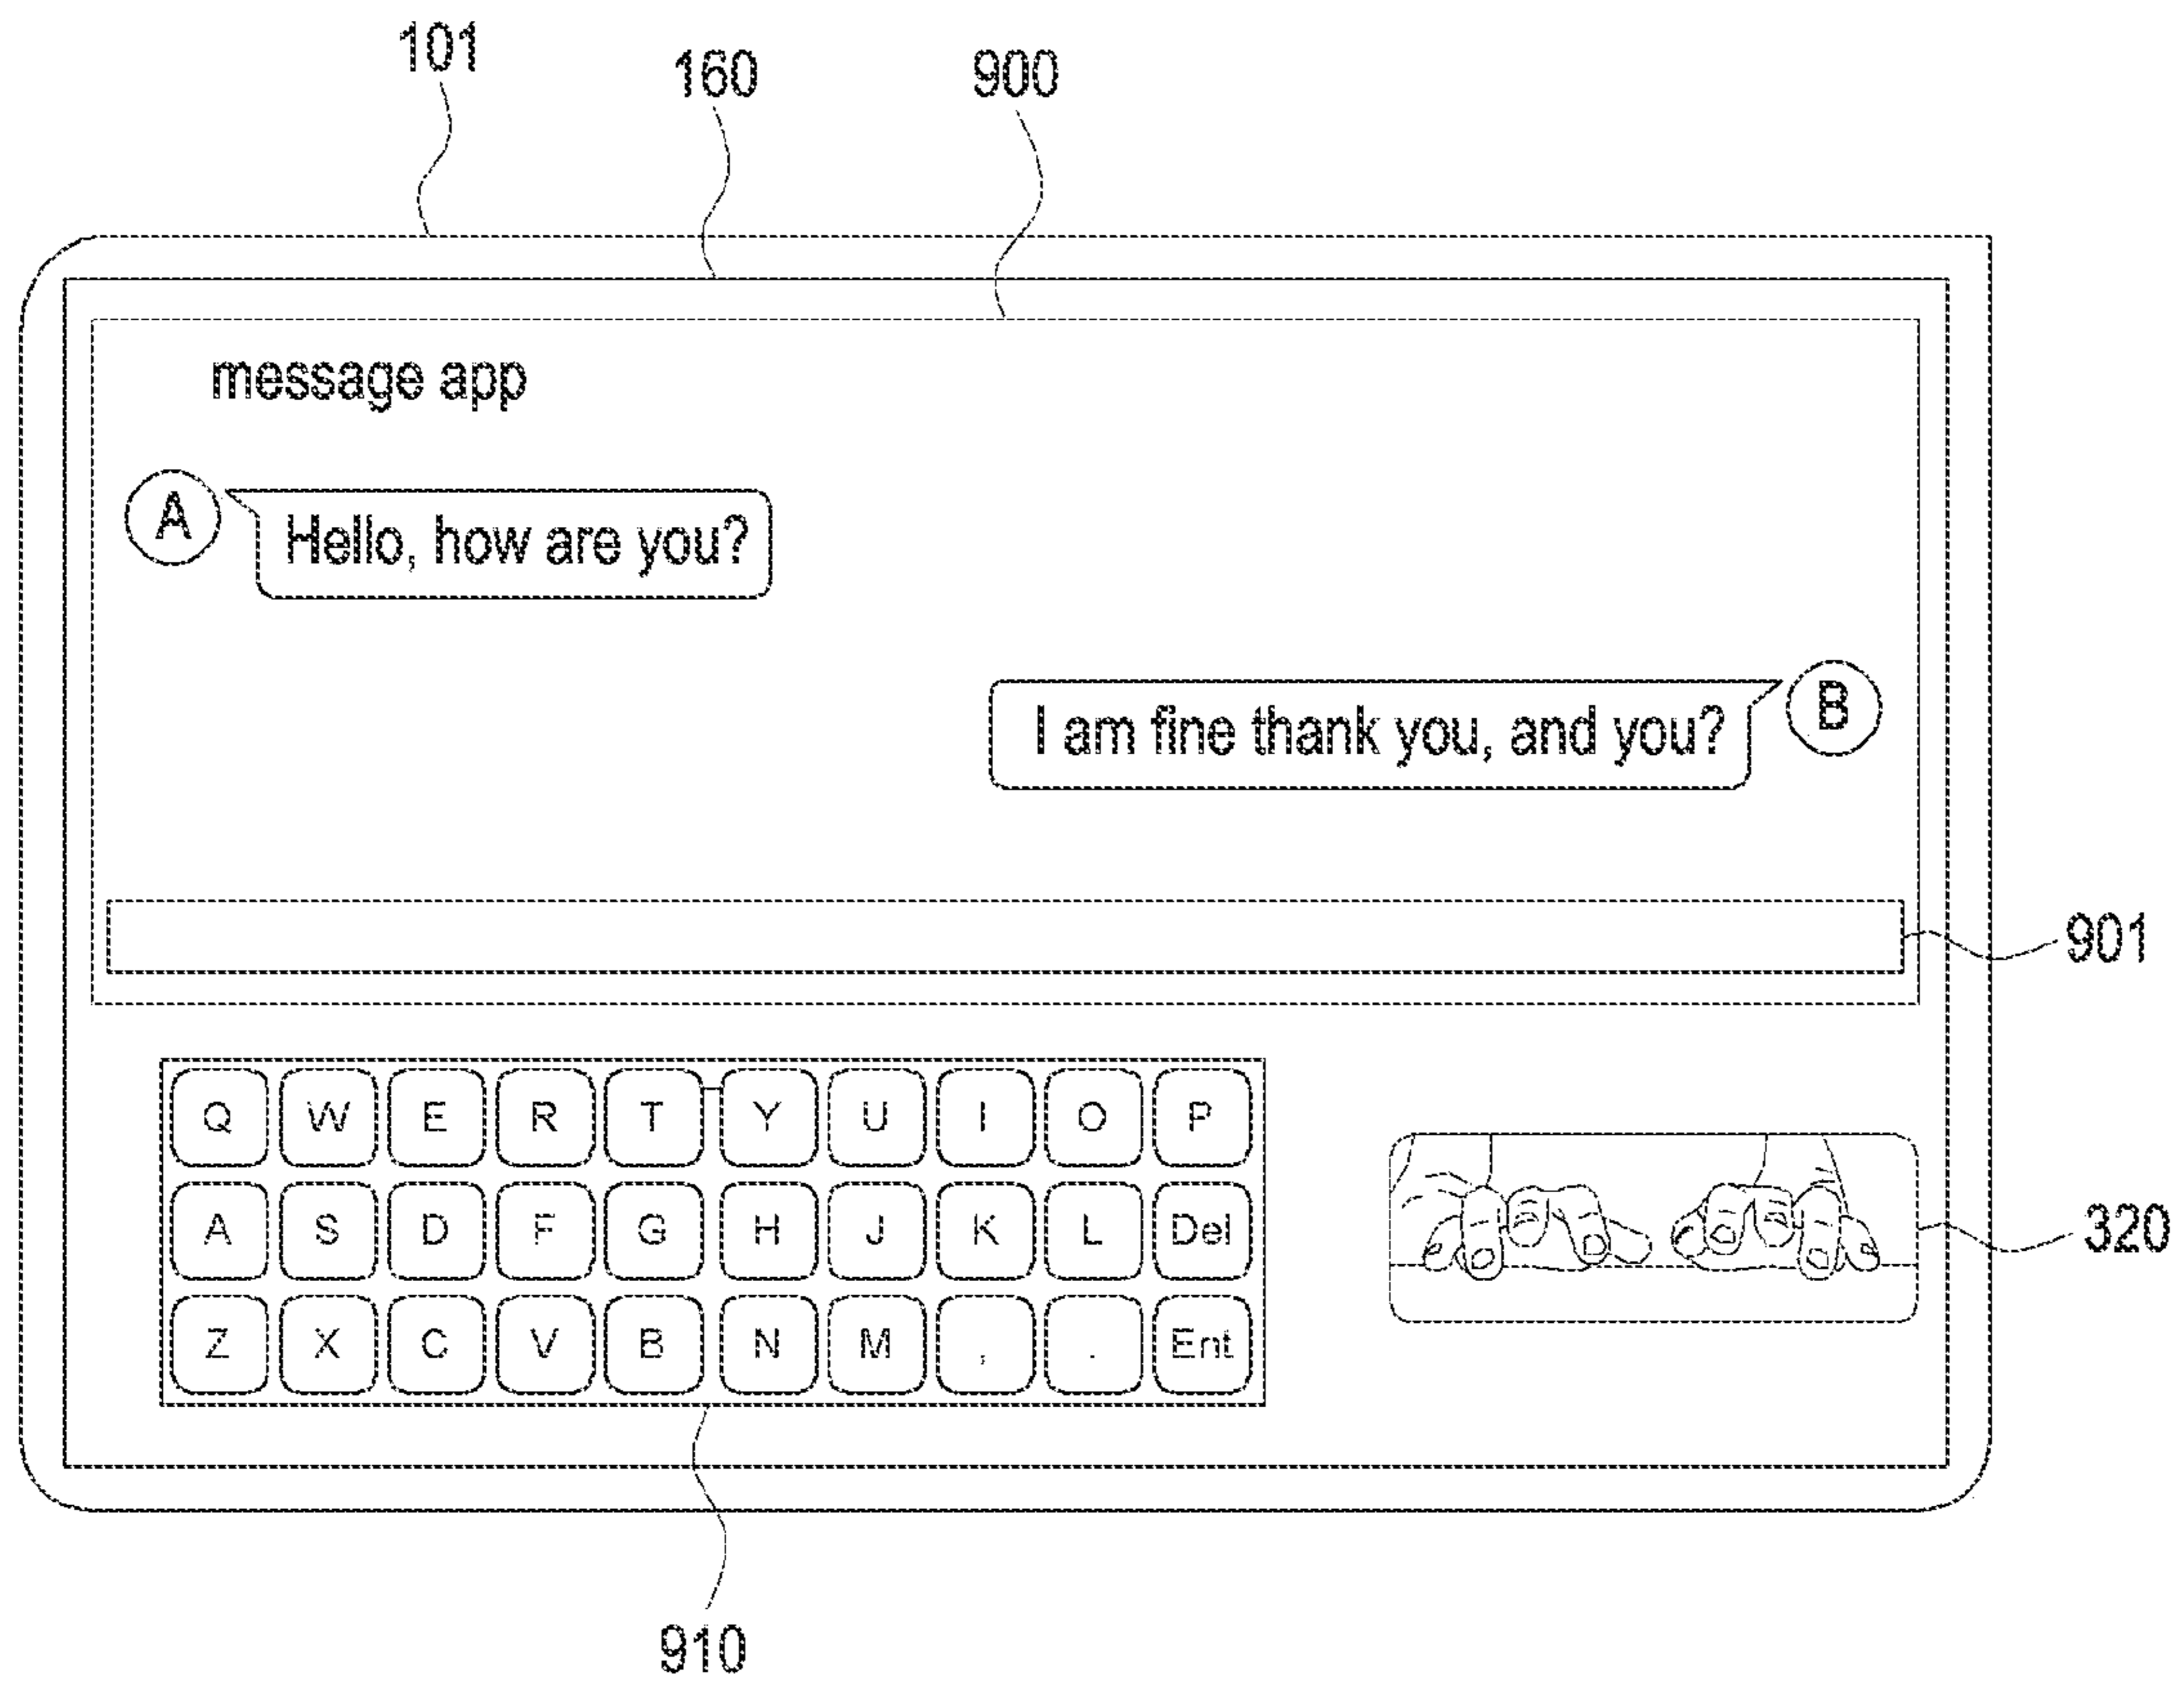 101
160
900
message app
A
Hello, how are you?
I am fine thank you, and you?
B
901
Q W E R T Y U I O P
A S D F G H J K L Del
Z X C V B N M , . Ent
320
910